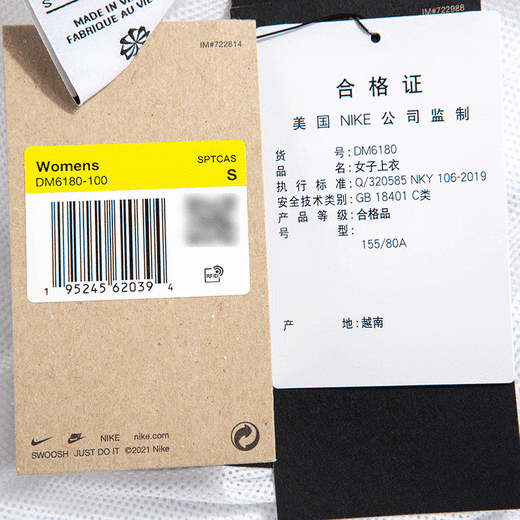 S
MADE IN V
FABRIQUE AU VIE
IM#722814
IM#722988
Womens
SPTCAS
DM6180-100
S
1 95245 62039 4
RFID
NIKE
nike.com
SWOOSH JUST DO IT ©2021 Nike
合格证
美国 NIKE 公司监制
货 号: DM6180
品 名: 女子上衣
执行标准: Q/320585 NKY 106-2019
安全技术类别: GB 18401 C类
产品等级: 合格品
号 型:
155/80A
产 地: 越南